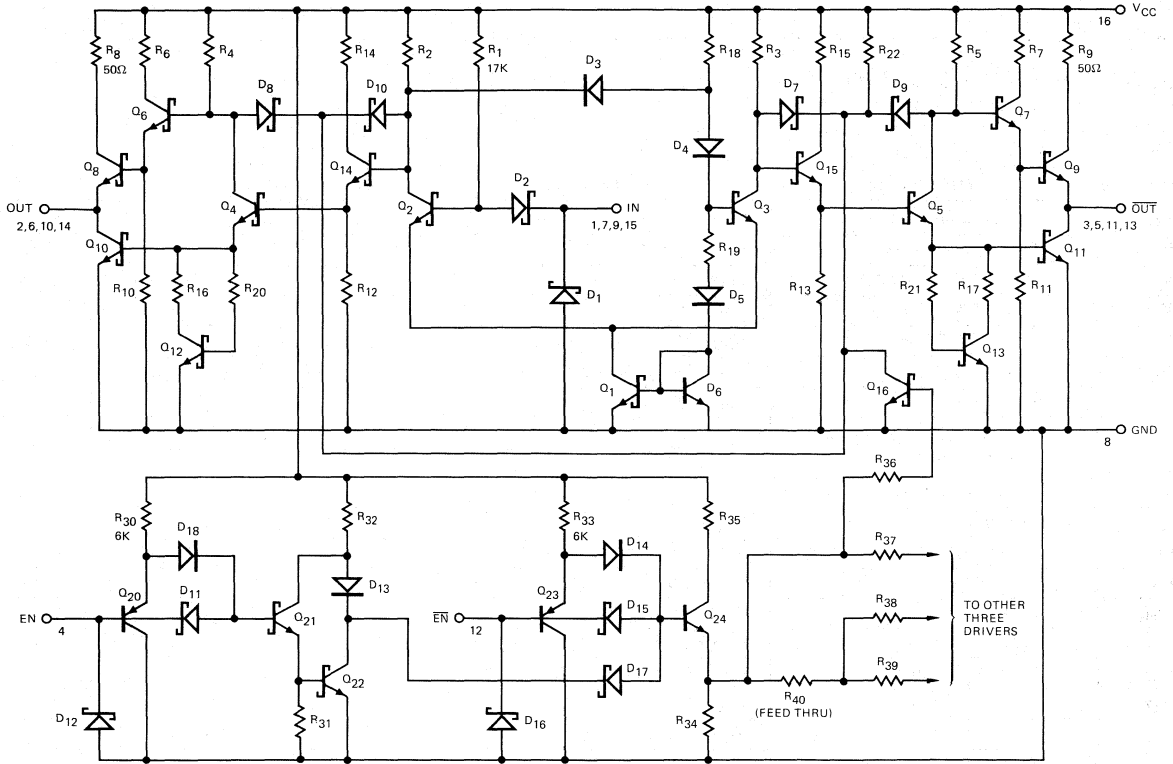 V_CC
16
R8
50Ω
R6
R4
R14
R2
R1
17K
R18
R3
R15
R22
R5
R7
R9
50Ω
D3
D8
D10
D7
D9
Q6
Q7
D4
Q8
Q14
Q15
Q9
D2
OUT
2,6,10,14
Q4
Q2
IN
1,7,9,15
Q3
Q5
OUT
3,5,11,13
Q10
Q11
R19
R10
R16
R20
R12
D1
D5
R13
R21
R17
R11
Q12
Q13
Q1
D6
Q16
GND
8
R36
R30
6K
R32
R33
6K
R35
D18
D14
R37
D13
Q20
D11
Q21
Q23
D15
Q24
R38
TO OTHER
THREE
DRIVERS
EN
4
EN
12
Q22
D17
R39
R40
(FEED THRU)
D12
R31
D16
R34